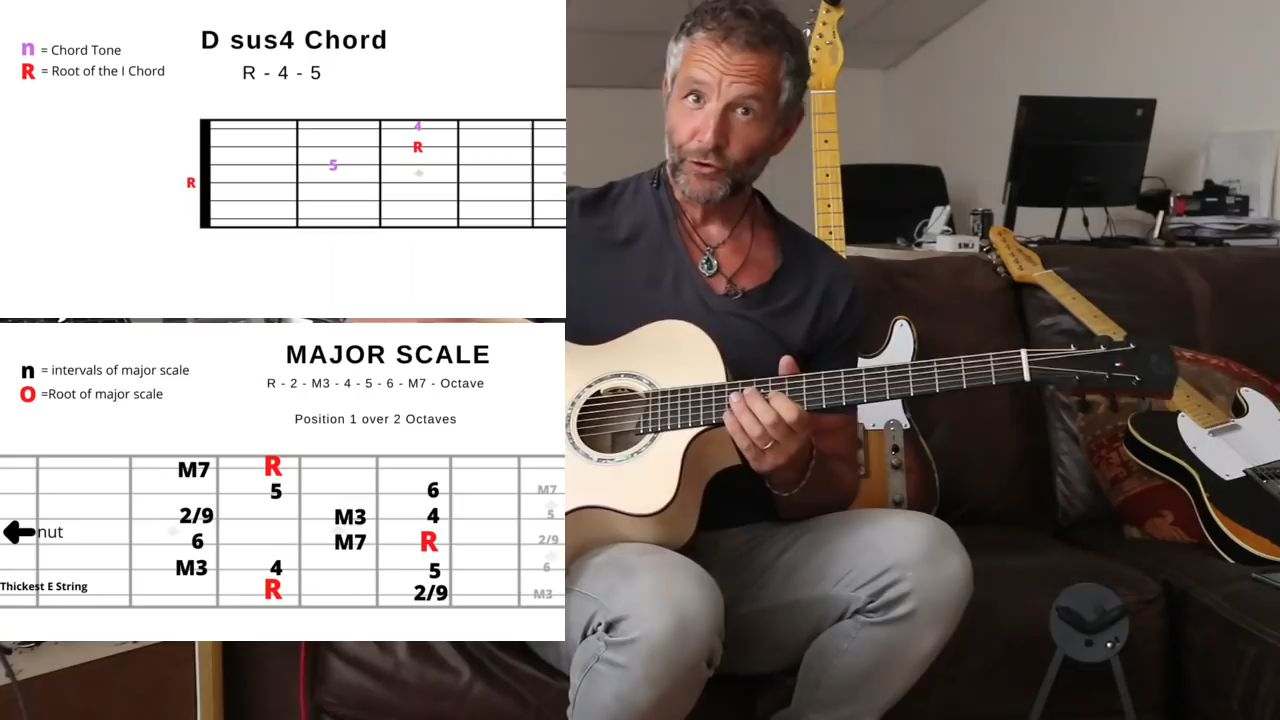 D sus4 Chord
n = Chord Tone
R = Root of the I Chord
R - 4 - 5
4
R
5
R
MAJOR SCALE
n = intervals of major scale
R - 2 - M3 - 4 - 5 - 6 - M7 - Octave
O =Root of major scale
Position 1 over 2 Octaves
M7 R
5 6 M7
2/9 M3 4 5
nut
6 M7 R 2/9
M3 4 5 6
Thickest E String
R 2/9 M3